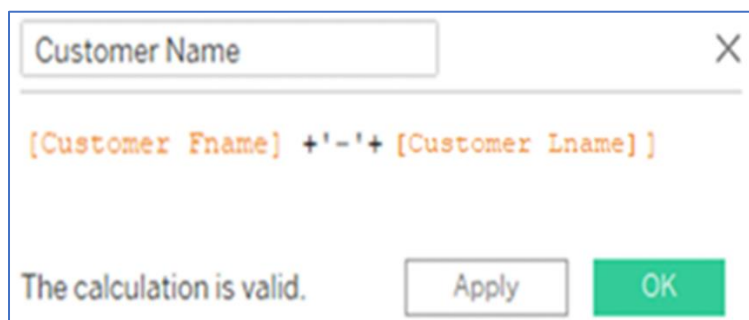 Customer Name X
[Customer Fname] +'-'+ [Customer Lname]]
The calculation is valid. Apply OK